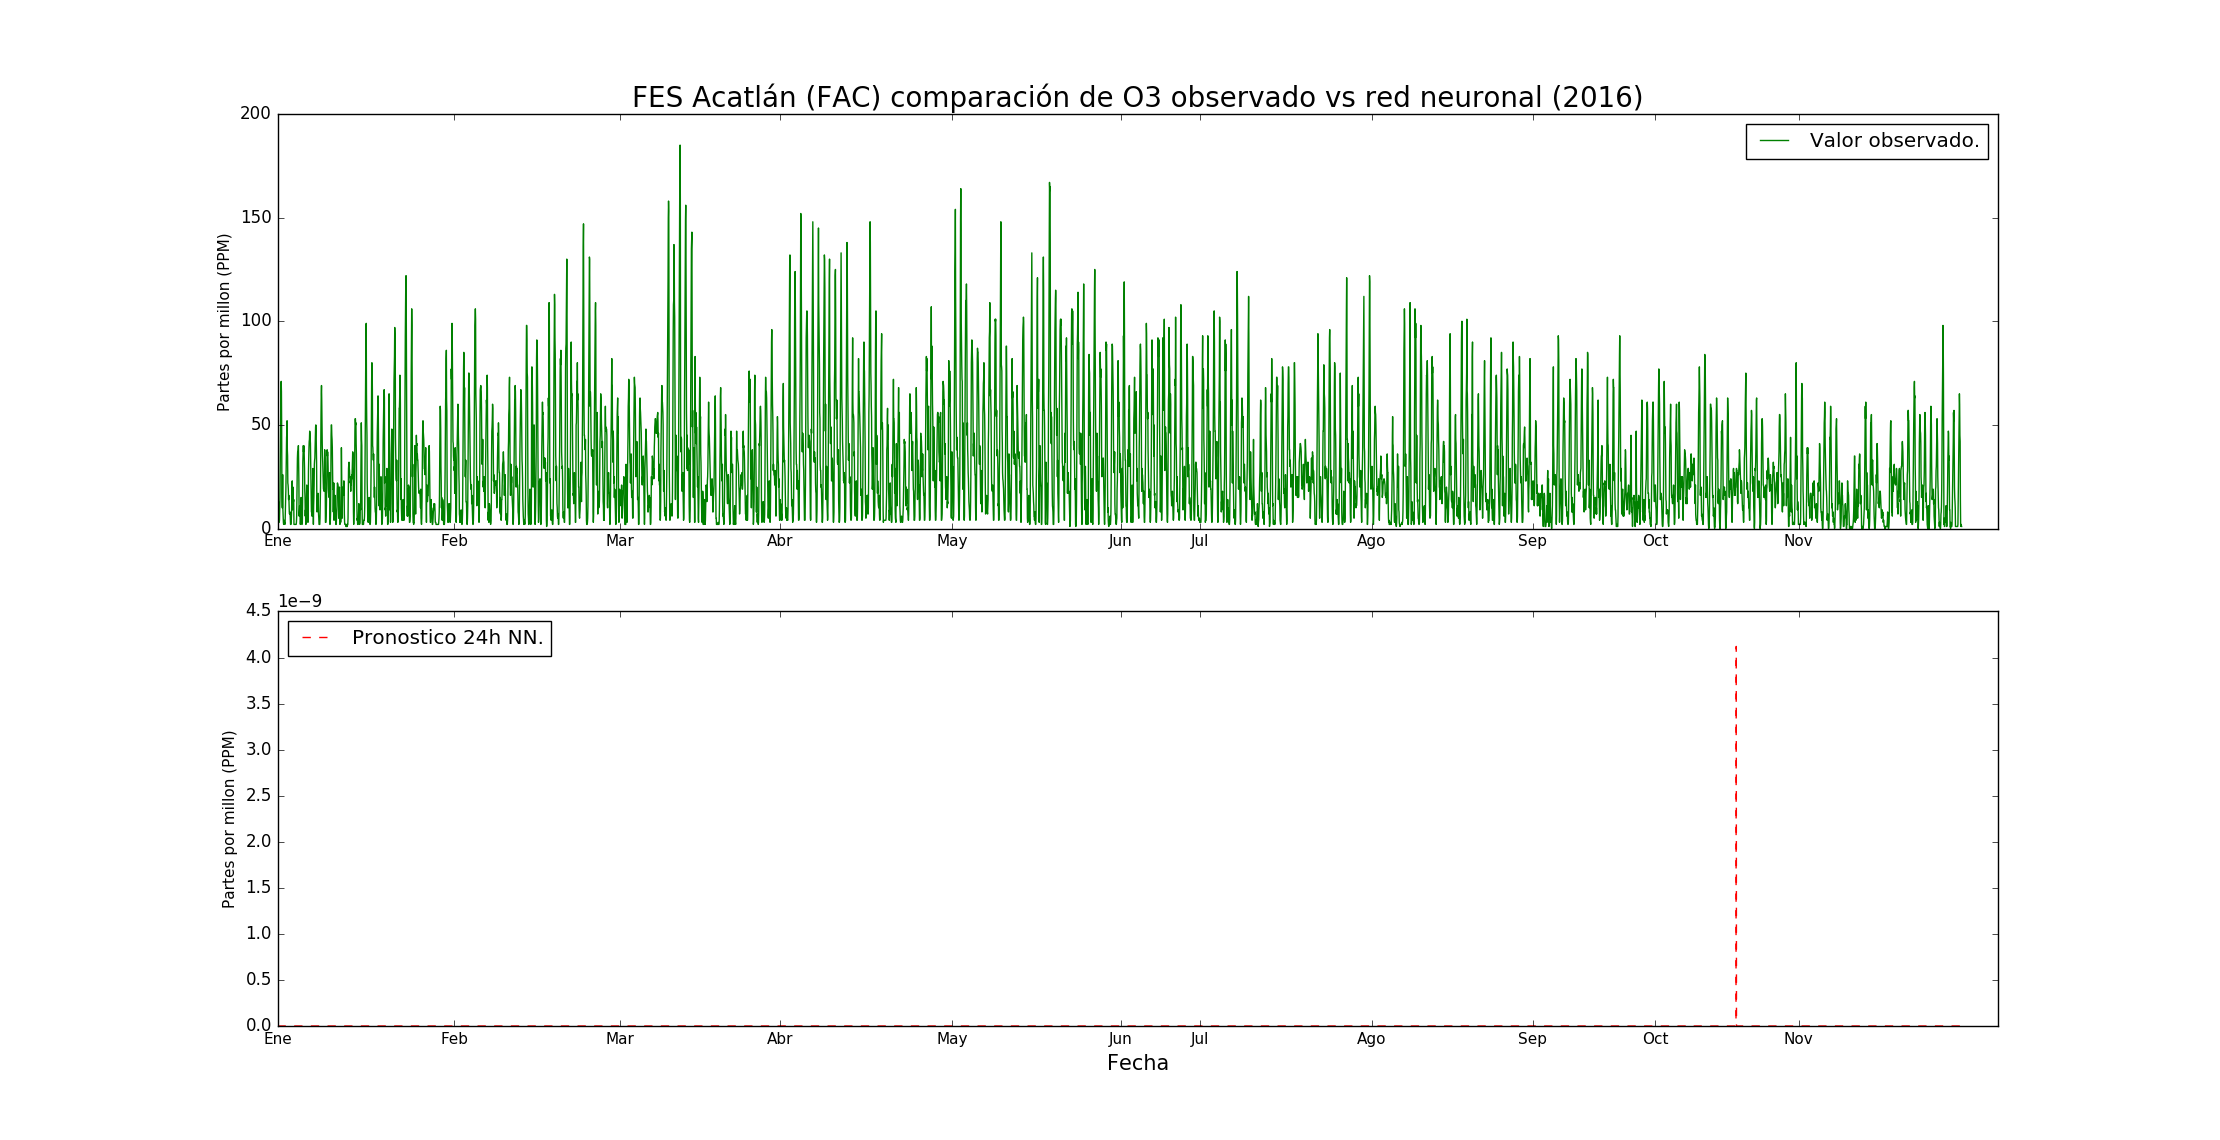 FES Acatlán (FAC) comparación de O3 observado vs red neuronal (2016)
200
150
100
50
0
Partes por millon (PPM)
Valor observado.
Ene Feb Mar Abr May Jun Jul Ago Sep Oct Nov
1e−9
4.5
4.0
3.5
3.0
2.5
2.0
1.5
1.0
0.5
0.0
Partes por millon (PPM)
Pronostico 24h NN.
Ene Feb Mar Abr May Jun Jul Ago Sep Oct Nov
Fecha